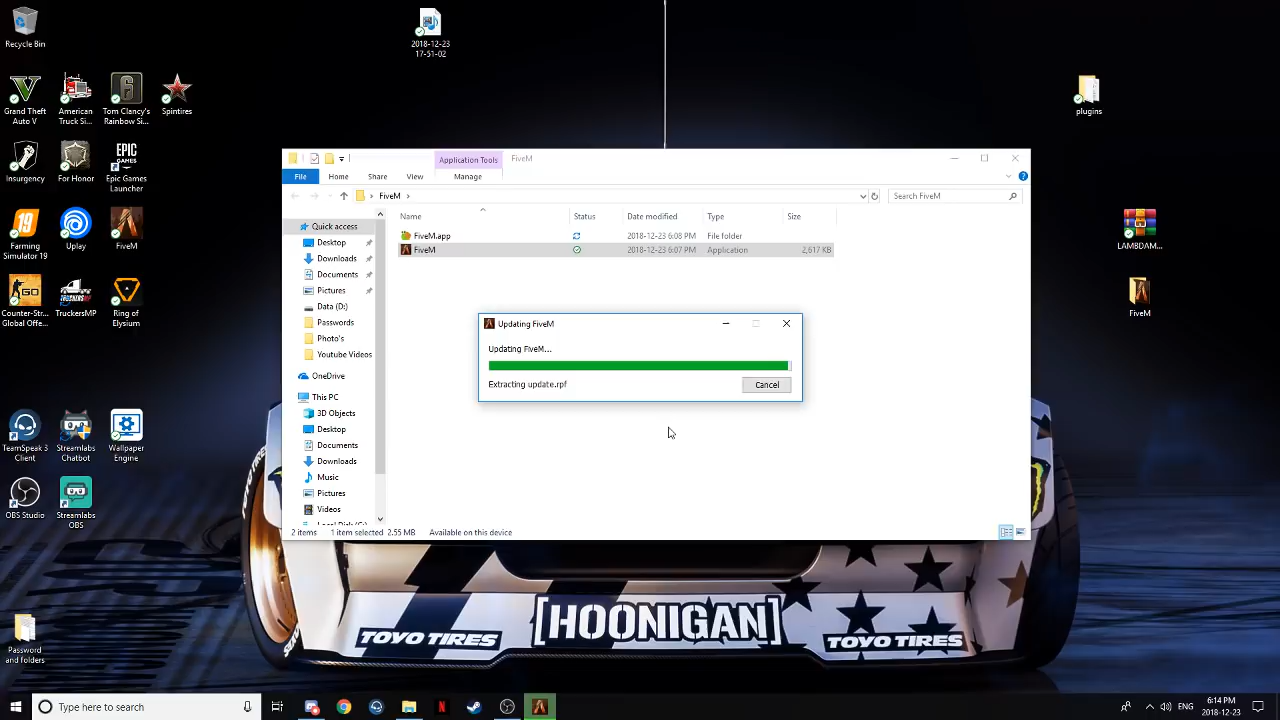 Recycle Bin
2018-12-23
17-51-02
Grand Theft
Auto V
American
Truck Si...
Tom Clancy's
Rainbow Si...
Spintires
plugins
Insurgency
For Honor
EPIC
GAMES
Epic Games
Launcher
19
Farming
Simulator 19
Uplay
FiveM
GO
Counter-Str...
Global Offe...
TruckersMP
Ring of
Elysium
TeamSpeak 3
Client
Streamlabs
Chatbot
Wallpaper
Engine
OBS Studio
Streamlabs
OBS
Password
and folders
LAMBDAM...
FiveM
Application Tools
FiveM
File
Home
Share
View
Manage
FiveM
Search FiveM
Name
Status
Date modified
Type
Size
FiveM.app
2018-12-23 6:08 PM
File folder
FiveM
2018-12-23 6:07 PM
Application
2,617 KB
Quick access
Desktop
Downloads
Documents
Pictures
Data (D:)
Passwords
Photo's
Youtube Videos
OneDrive
This PC
3D Objects
Desktop
Documents
Downloads
Music
Pictures
Videos
Updating FiveM
Updating FiveM...
Extracting update.rpf
Cancel
2 items
1 item selected 2.55 MB
Available on this device
[HOONIGAN]
TOYO TIRES
TOYO TIRES
Type here to search
ENG
6:14 PM
2018-12-23